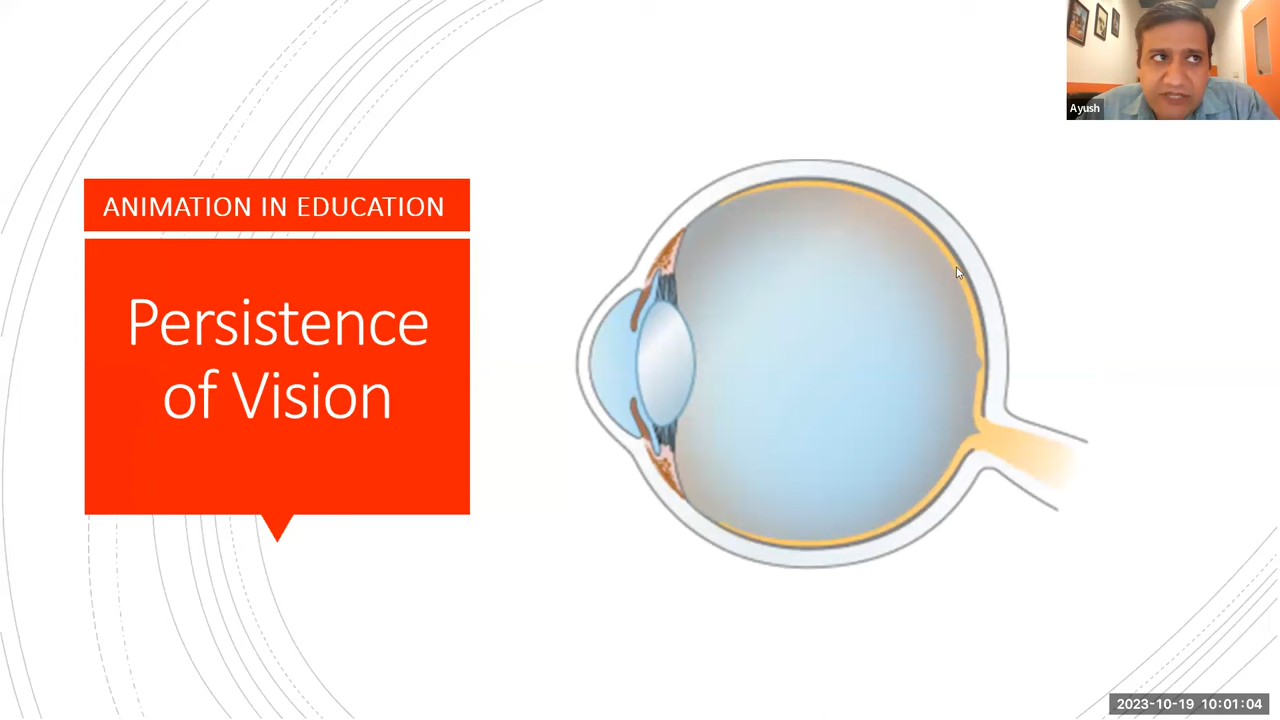 Ayush
ANIMATION IN EDUCATION
Persistence
of Vision
2023-10-19 10:01:04